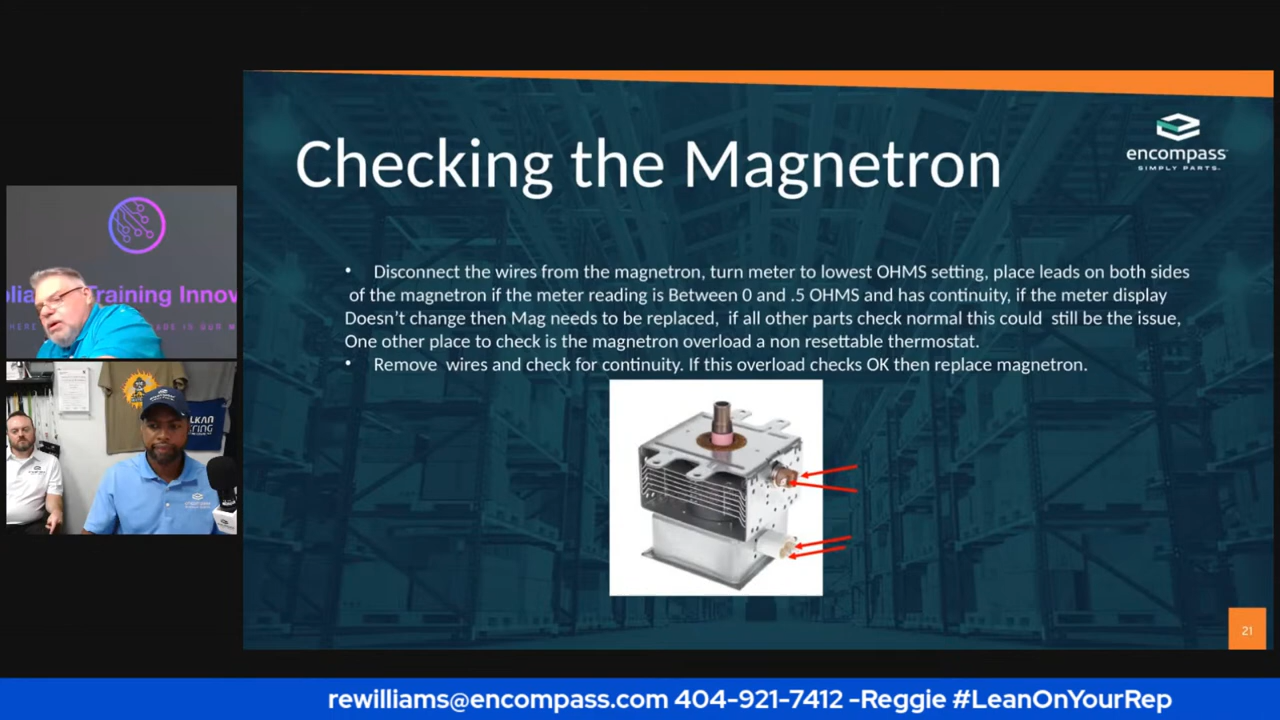 Checking the Magnetron
encompass
SIMPLY PARTS.
• Disconnect the wires from the magnetron, turn meter to lowest OHMS setting, place leads on both sides
of the magnetron if the meter reading is Between 0 and .5 OHMS and has continuity, if the meter display
Doesn't change then Mag needs to be replaced, if all other parts check normal this could still be the issue,
One other place to check is the magnetron overload a non resettable thermostat.
• Remove wires and check for continuity. If this overload checks OK then replace magnetron.
Training Innov
21
rewilliams@encompass.com 404-921-7412 -Reggie #LeanOnYourRep